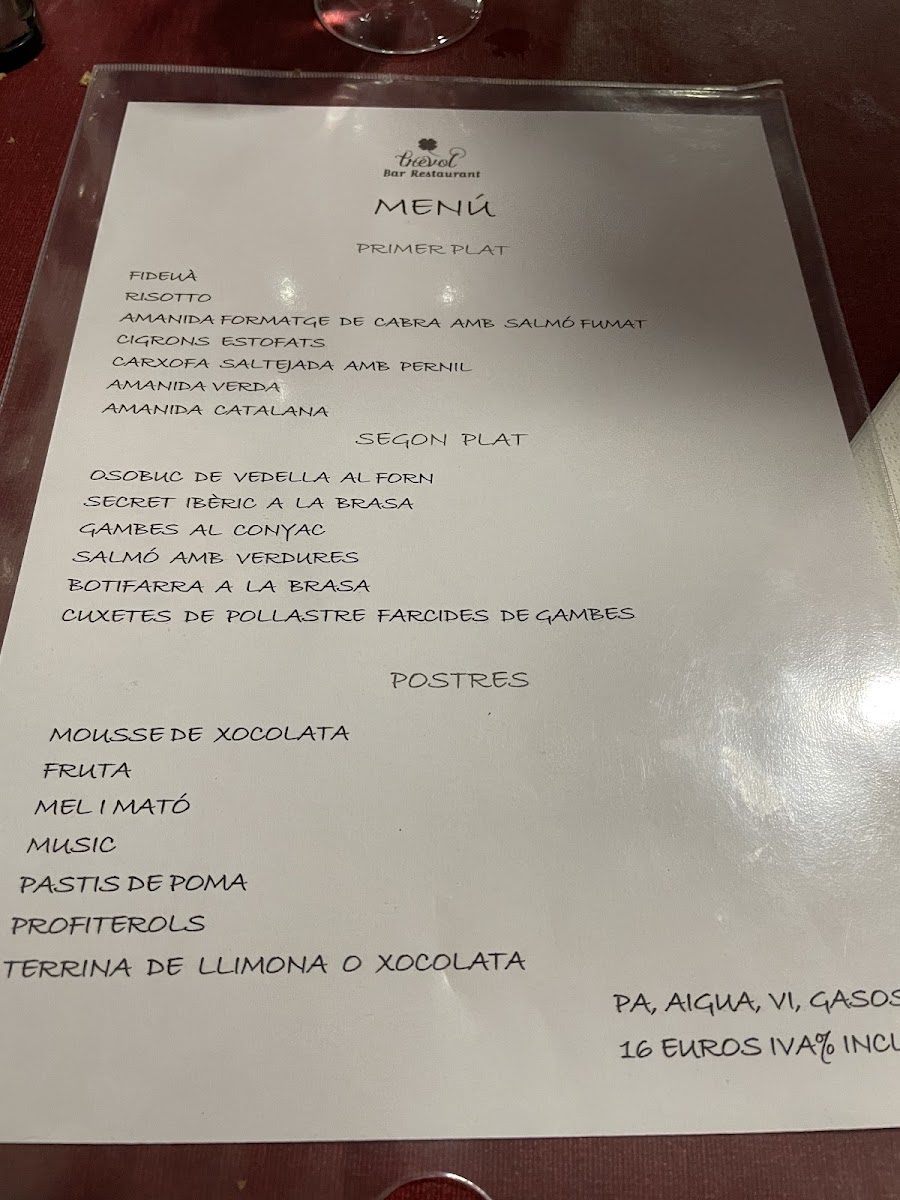 trèvol
Bar Restaurant
MENÚ
PRIMER PLAT
FIDEUÀ
RISOTTO
AMANIDA FORMATGE DE CABRA AMB SALMÓ FUMAT
CIGRONS ESTOFATS
CARXOFA SALTEJADA AMB PERNIL
AMANIDA VERDA
AMANIDA CATALANA
SEGON PLAT
OSOBUC DE VEDELLA AL FORN
SECRET IBÈRIC A LA BRASA
GAMBES AL CONYAC
SALMÓ AMB VERDURES
BOTIFARRA A LA BRASA
CUXETES DE POLLASTRE FARCIDES DE GAMBES
POSTRES
MOUSSE DE XOCOLATA
FRUTA
MEL I MATÓ
MUSIC
PASTIS DE POMA
PROFITEROLS
TERRINA DE LLIMONA O XOCOLATA
PA, AIGUA, VI, GASOS
16 EUROS IVA% INCL